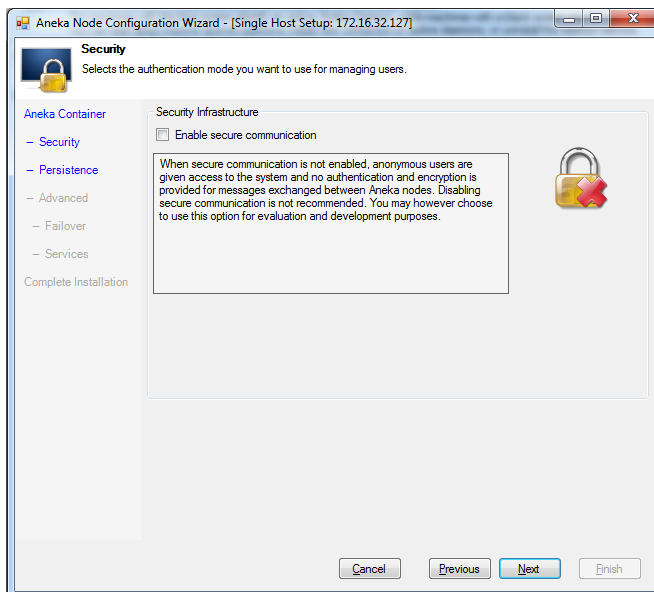 Aneka Node Configuration Wizard - [Single Host Setup: 172.16.32.127]
Security
Selects the authentication mode you want to use for managing users.
Aneka Container
– Security
– Persistence
– Advanced
– Failover
– Services
Complete Installation
Security Infrastructure
Enable secure communication
When secure communication is not enabled, anonymous users are
given access to the system and no authentication and encryption is
provided for messages exchanged between Aneka nodes. Disabling
secure communication is not recommended. You may however choose
to use this option for evaluation and development purposes.
Cancel
Previous
Next
Finish